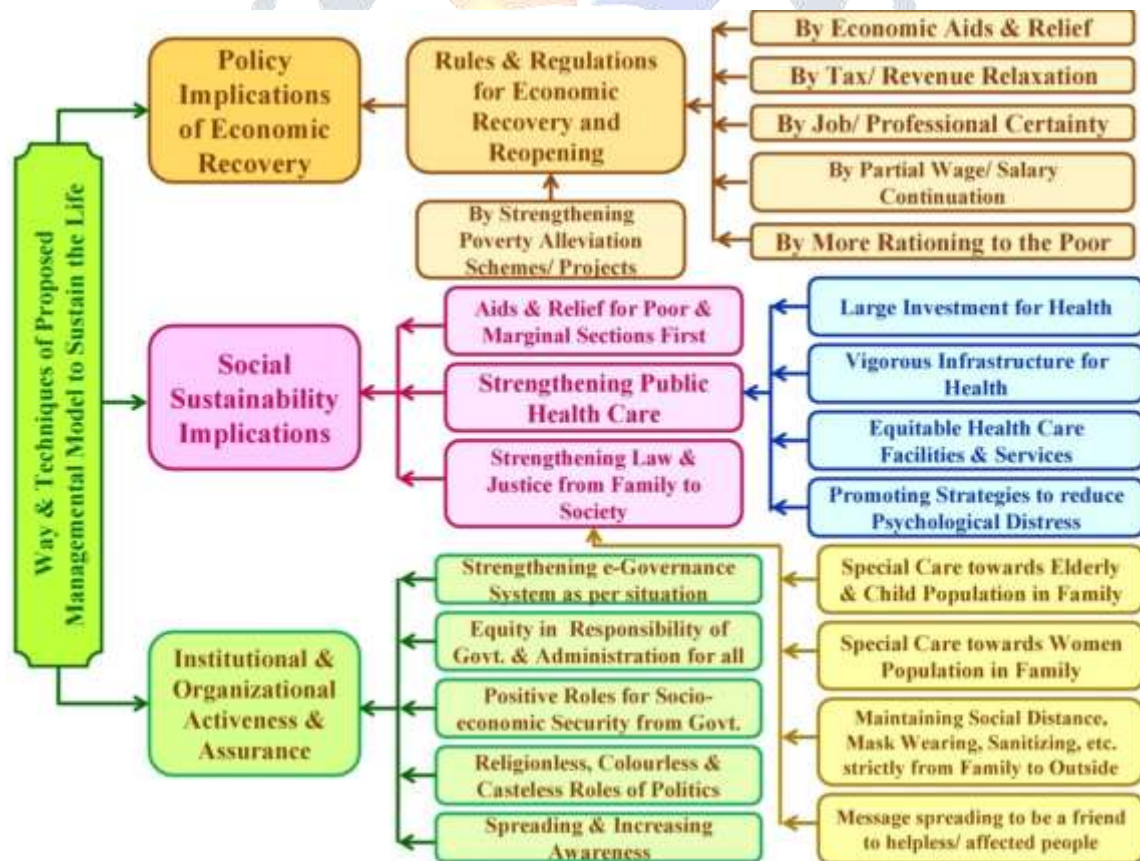 Way & Techniques of Proposed
Managemental Model to Sustain the Life
Policy
Implications
of Economic
Recovery
Rules & Regulations
for Economic
Recovery and
Reopening
By Strengthening
Poverty Alleviation
Schemes/ Projects
By Economic Aids & Relief
By Tax/ Revenue Relaxation
By Job/ Professional Certainty
By Partial Wage/ Salary
Continuation
By More Rationing to the Poor
Social
Sustainability
Implications
Aids & Relief for Poor &
Marginal Sections First
Strengthening Public
Health Care
Strengthening Law &
Justice from Family to
Society
Large Investment for Health
Vigorous Infrastructure for
Health
Equitable Health Care
Facilities & Services
Promoting Strategies to reduce
Psychological Distress
Institutional &
Organizational
Activeness &
Assurance
Strengthening e-Governance
System as per situation
Equity in Responsibility of
Govt. & Administration for all
Positive Roles for Socio-
economic Security from Govt.
Religionless, Colourless &
Casteless Roles of Politics
Spreading & Increasing
Awareness
Special Care towards Elderly
& Child Population in Family
Special Care towards Women
Population in Family
Maintaining Social Distance,
Mask Wearing, Sanitizing, etc.
strictly from Family to Outside
Message spreading to be a friend
to helpless/ affected people